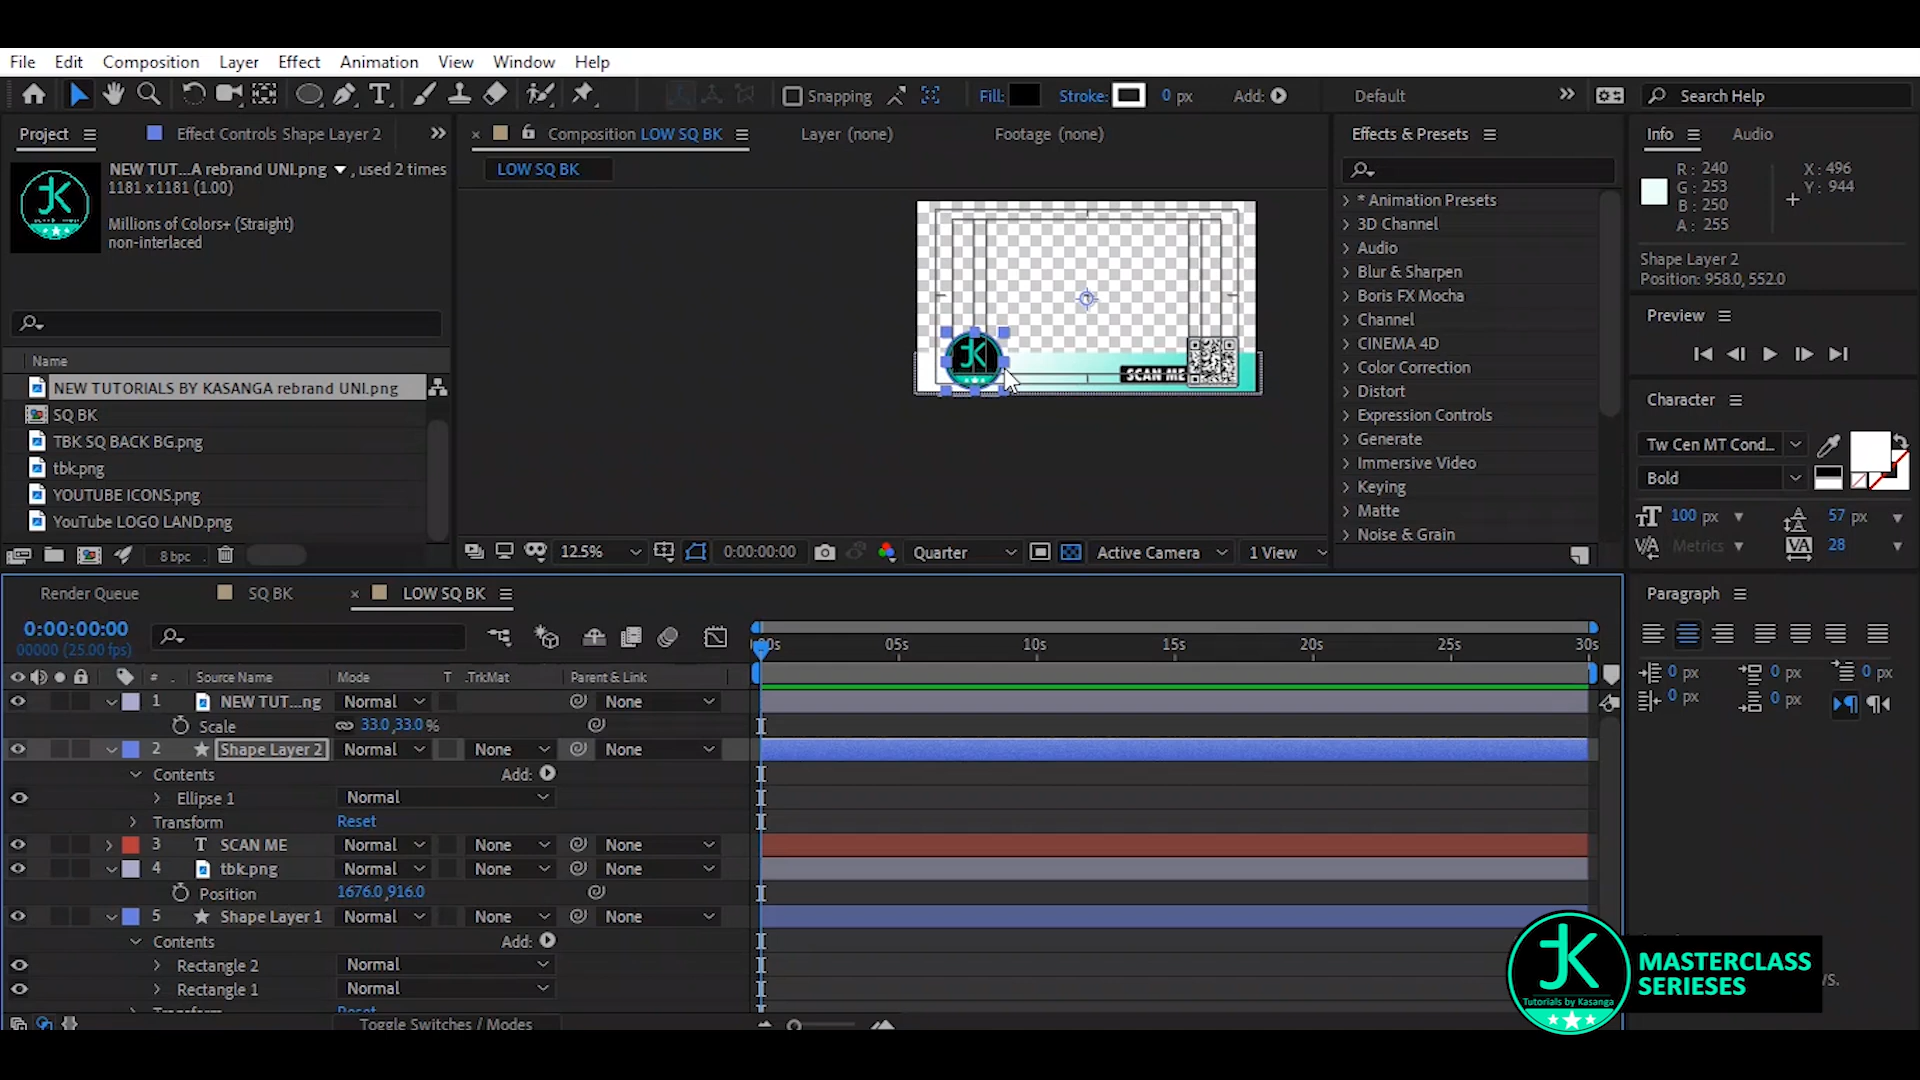 File Edit Composition Layer Effect Animation View Window Help
Snapping Fill: Stroke: 0 px Add: Default Search Help
Project Effect Controls Shape Layer 2
NEW TUT....A rebrand UNI.png , used 2 times
1181 x 1181 (1.00)
Millions of Colors+ (Straight)
non-interlaced
Name
NEW TUTORIALS BY KASANGA rebrand UNI.png
SQ BK
TBK SQ BACK BG.png
tbk.png
YOUTUBE ICONS.png
YouTube LOGO LAND.png
8 bpc
Composition LOW SQ BK Layer (none) Footage (none)
LOW SQ BK
JK
SCAN ME
12.5% 0:00:00:00 Quarter Active Camera 1 View
Effects & Presets
* Animation Presets
3D Channel
Audio
Blur & Sharpen
Boris FX Mocha
Channel
CINEMA 4D
Color Correction
Distort
Expression Controls
Generate
Immersive Video
Keying
Matte
Noise & Grain
Info Audio
R: 240 X: 496
G: 253 Y: 944
B: 250
A: 255
Shape Layer 2
Position: 958.0, 552.0
Preview
Character
Tw Cen MT Cond...
Bold
100 px 57 px
Metrics 28
Paragraph
0 px 0 px 0 px
0 px 0 px
Render Queue SQ BK LOW SQ BK
0:00:00:00
00000 (25.00 fps)
05s 10s 15s 20s 25s 30s
# Source Name Mode T .TrkMat Parent & Link
1 NEW TUT....ng Normal None
Scale 33.0,33.0 %
2 Shape Layer 2 Normal None None
Contents Add:
Ellipse 1 Normal
Transform Reset
3 T SCAN ME Normal None None
4 tbk.png Normal None None
Position 1676.0,916.0
5 Shape Layer 1 Normal None None
Contents Add:
Rectangle 2 Normal
Rectangle 1 Normal
Toggle Switches / Modes
JK
Tutorials by Kasanga
MASTERCLASS
SERIESES